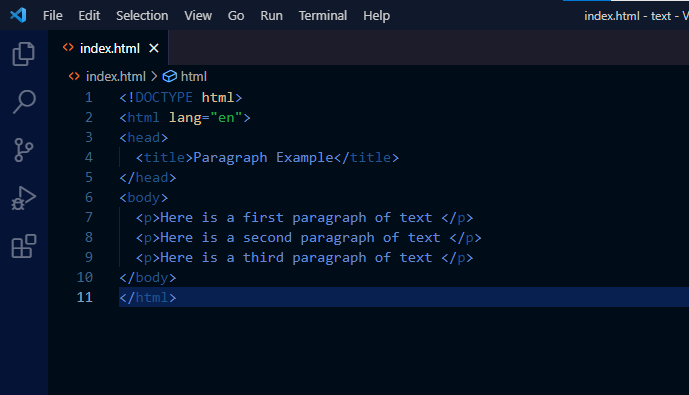 File Edit Selection View Go Run Terminal Help index.html - text - V
index.html
index.html > html
1 <!DOCTYPE html>
2 <html lang="en">
3 <head>
4 <title>Paragraph Example</title>
5 </head>
6 <body>
7 <p>Here is a first paragraph of text </p>
8 <p>Here is a second paragraph of text </p>
9 <p>Here is a third paragraph of text </p>
10 </body>
11 </html>